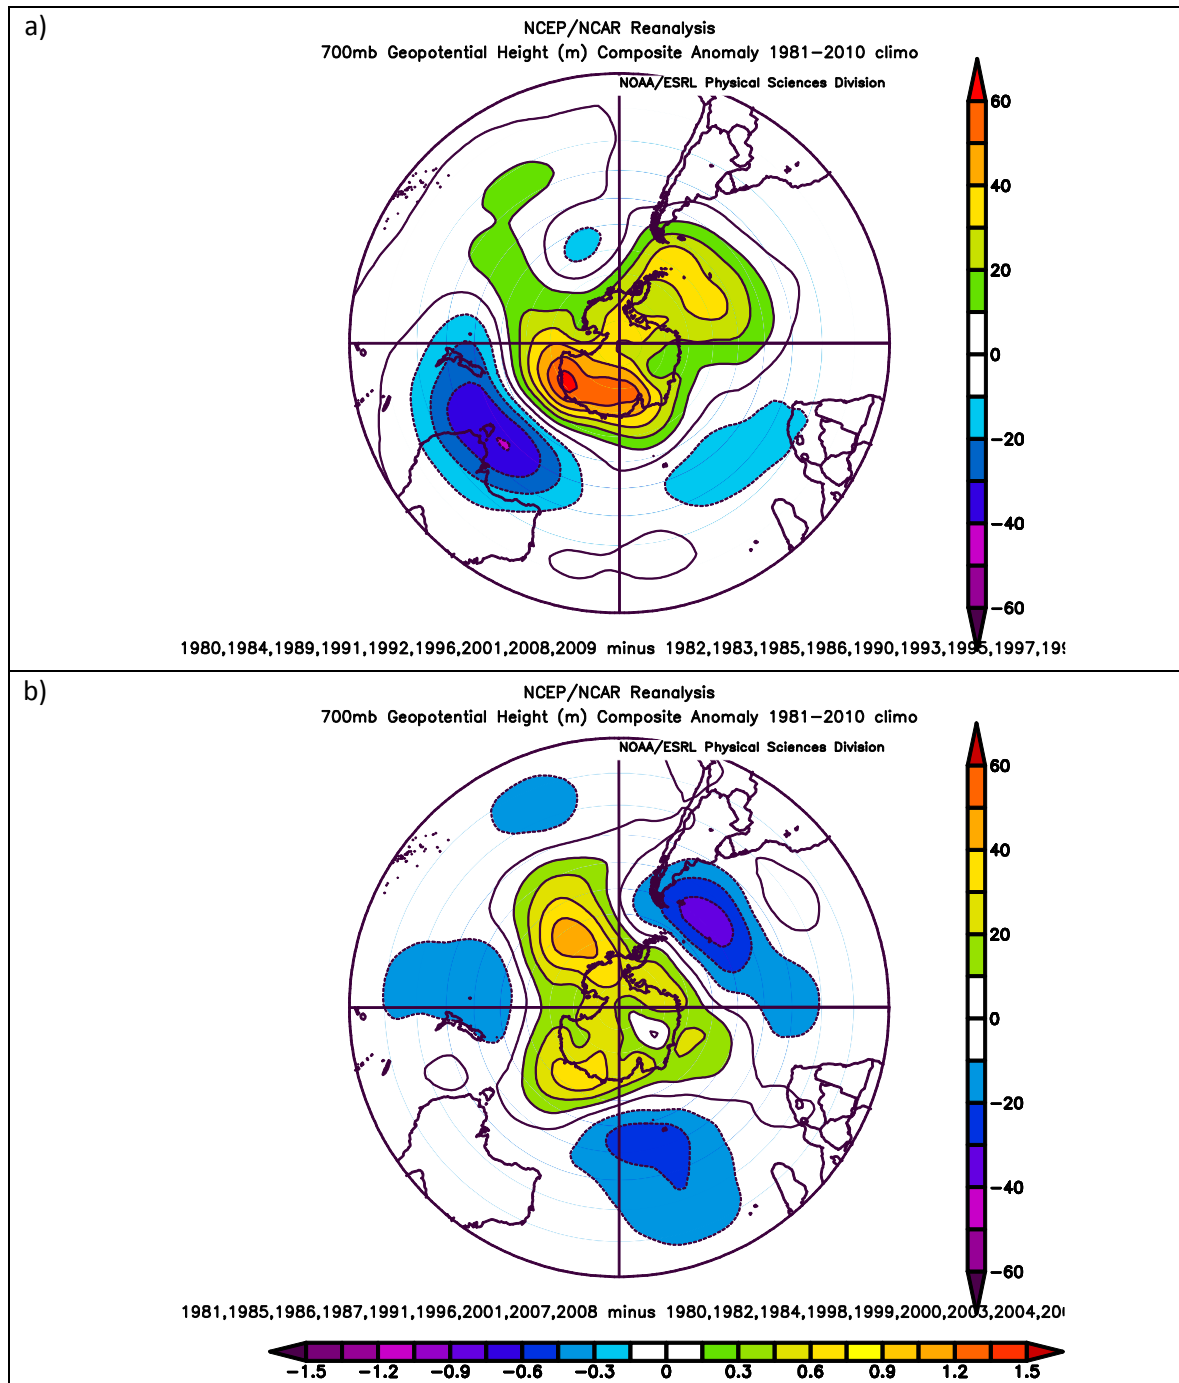 a)
NCEP/NCAR Reanalysis
700mb Geopotential Height (m) Composite Anomaly 1981-2010 climo
NOAA/ESRL Physical Sciences Division
60
40
20
0
-20
-40
-60
1980,1984,1989,1991,1992,1996,2001,2008,2009 minus 1982,1983,1985,1986,1990,1993,1995,1997,199
b)
NCEP/NCAR Reanalysis
700mb Geopotential Height (m) Composite Anomaly 1981-2010 climo
NOAA/ESRL Physical Sciences Division
60
40
20
0
-20
-40
-60
1981,1985,1986,1987,1991,1996,2001,2007,2008 minus 1980,1982,1984,1998,1999,2000,2003,2004,200
-1.5 -1.2 -0.9 -0.6 -0.3 0 0.3 0.6 0.9 1.2 1.5